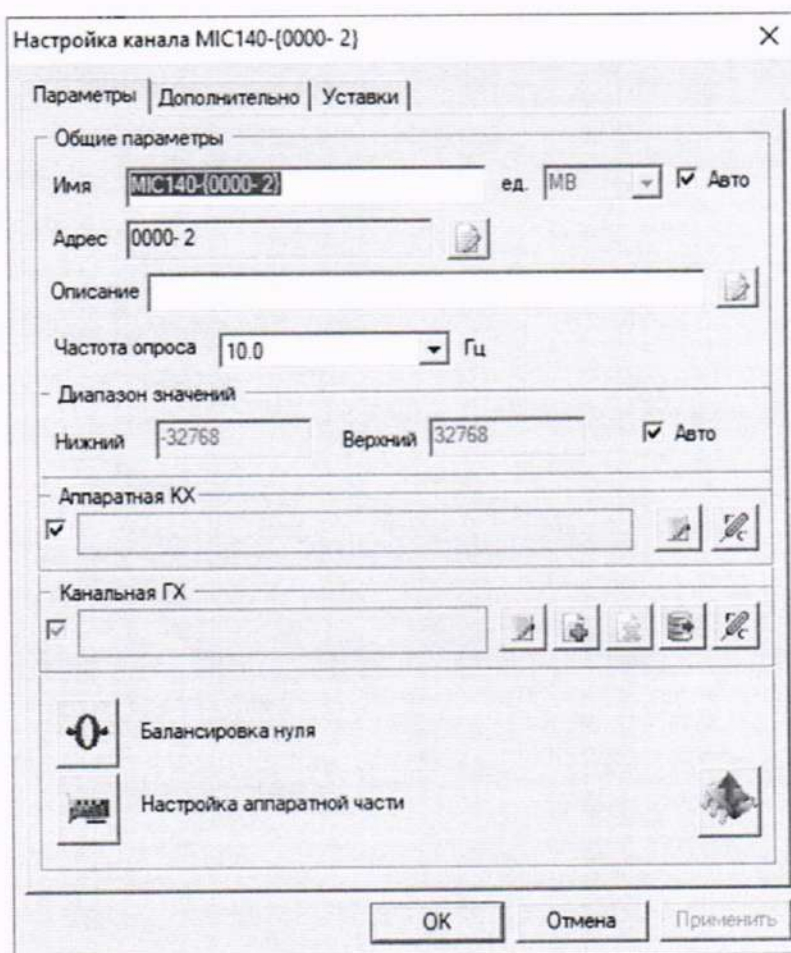 Настройка канала MIC140-{0000- 2}
Параметры Дополнительно Уставки
Общие параметры
Имя MIC140-{0000- 2} ед. МВ Авто
Адрес 0000- 2
Описание
Частота опроса 10.0 Гц
Диапазон значений
Нижний -32768 Верхний 32768 Авто
Аппаратная КХ
Канальная ГХ
Балансировка нуля
Настройка аппаратной части
OK Отмена Применить